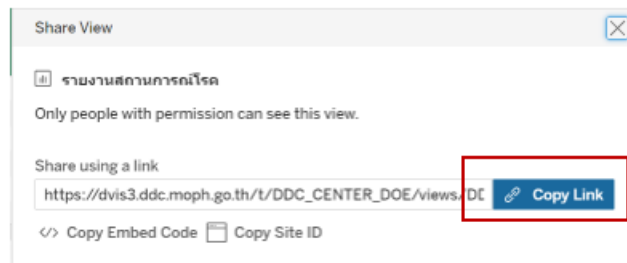 Share View
รายงานสถานการณ์โรค
Only people with permission can see this view.
Share using a link
https://dvis3.ddc.moph.go.th/t/DDC_CENTER_DOE/views/DD Copy Link
</> Copy Embed Code Copy Site ID